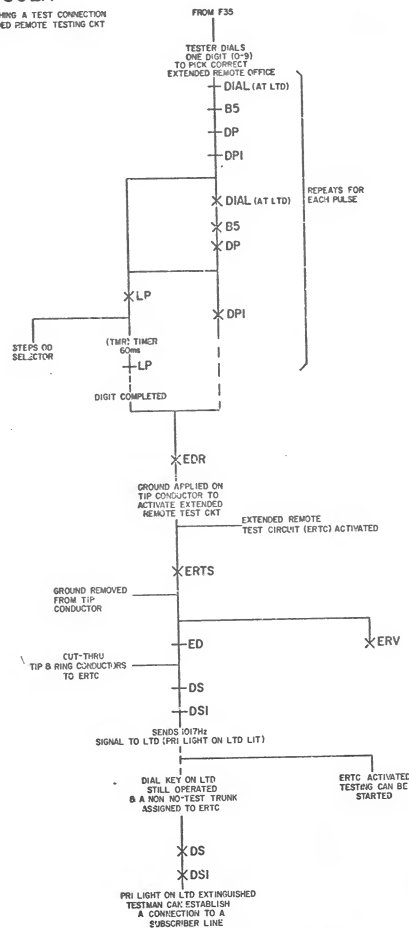 HING A TEST CONNECTION
ED REMOTE TESTING CKT
FROM F35
TESTER DIALS
ONE DIGIT (0-9)
TO PICK CORRECT
EXTENDED REMOTE OFFICE
DIAL (AT LTD)
B5
DP
DPI
REPEATS FOR
EACH PULSE
DIAL (AT LTD)
B5
DP
LP
DPI
STEPS OD
SELECTOR
(TMR) TIMER
60ms
LP
DIGIT COMPLETED
EDR
GROUND APPLIED ON
TIP CONDUCTOR TO
ACTIVATE EXTENDED
REMOTE TEST CKT
EXTENDED REMOTE
TEST CIRCUIT (ERTC) ACTIVATED
ERTS
GROUND REMOVED
FROM TIP
CONDUCTOR
ED
ERV
CUT-THRU
TIP & RING CONDUCTORS
TO ERTC
DS
DSI
SENDS 1017Hz
SIGNAL TO LTD (PRI LIGHT ON LTD LIT)
DIAL KEY ON LTD
STILL OPERATED
& A NON NO-TEST TRUNK
ASSIGNED TO ERTC
ERTC ACTIVATED
TESTING CAN BE
STARTED
DS
DSI
PRI LIGHT ON LTD EXTINGUISHED
TESTMAN CAN ESTABLISH
A CONNECTION TO A
SUBSCRIBER LINE